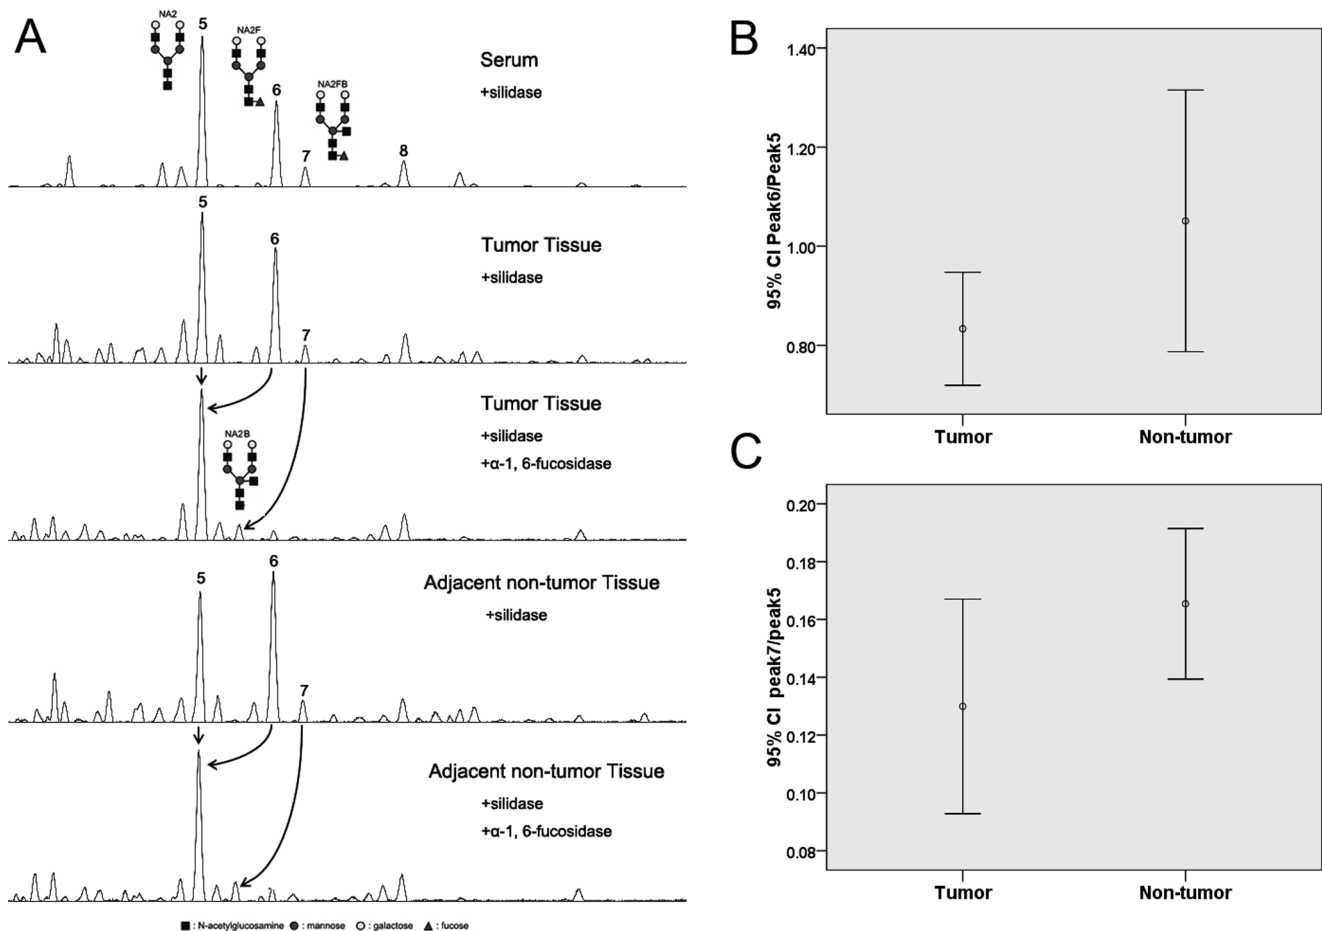 A
NA2
5
NA2F
6
NA2FB
7
8
Serum
+silidase
5
6
7
Tumor Tissue
+silidase
Tumor Tissue
+silidase
+α-1, 6-fucosidase
NA2B
5
6
7
Adjacent non-tumor Tissue
+silidase
Adjacent non-tumor Tissue
+silidase
+α-1, 6-fucosidase
: N-acetylglucosamine : mannose : galactose : fucose
B
95% CI Peak6/Peak5
1.40
1.20
1.00
0.80
Tumor Non-tumor
C
95% CI peak7/peak5
0.20
0.18
0.16
0.14
0.12
0.10
0.08
Tumor Non-tumor